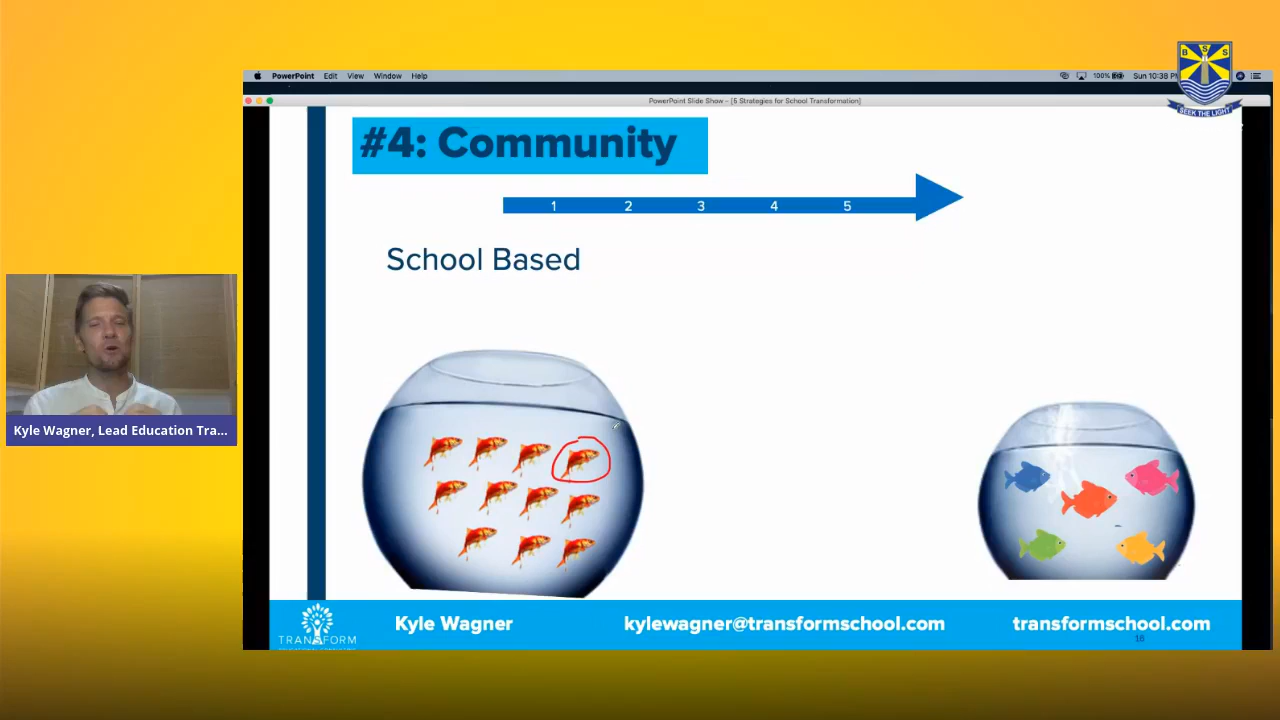 PowerPoint Edit View Window Help
100%
Sun 10:38 PM
B S S
SEEK THE LIGHT
PowerPoint Slide Show - [5 Strategies for School Transformation]
#4: Community
1 2 3 4 5
School Based
Kyle Wagner, Lead Education Tra...
TRANSFORM
Kyle Wagner
kylewagner@transformschool.com
transformschool.com